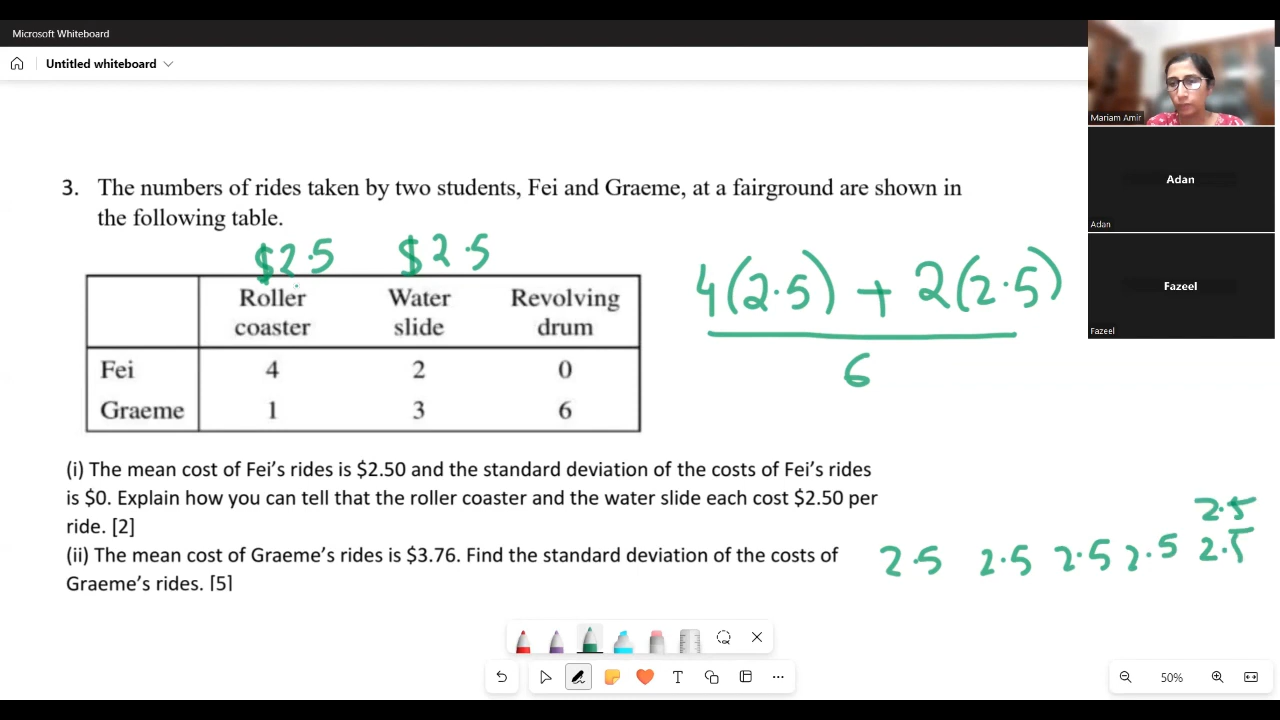 Microsoft Whiteboard
Untitled whiteboard
Mariam Amir
Adan
Adan
Fazeel
Fazeel
3. The numbers of rides taken by two students, Fei and Graeme, at a fairground are shown in
the following table.
$2.5 $2.5
Roller coaster Water slide Revolving drum
Fei 4 2 0
Graeme 1 3 6
4(2.5) + 2(2.5)
6
(i) The mean cost of Fei’s rides is $2.50 and the standard deviation of the costs of Fei’s rides
is $0. Explain how you can tell that the roller coaster and the water slide each cost $2.50 per
ride. [2]
(ii) The mean cost of Graeme’s rides is $3.76. Find the standard deviation of the costs of
Graeme’s rides. [5]
2.5
2.5 2.5 2.5 2.5 2.5
50%